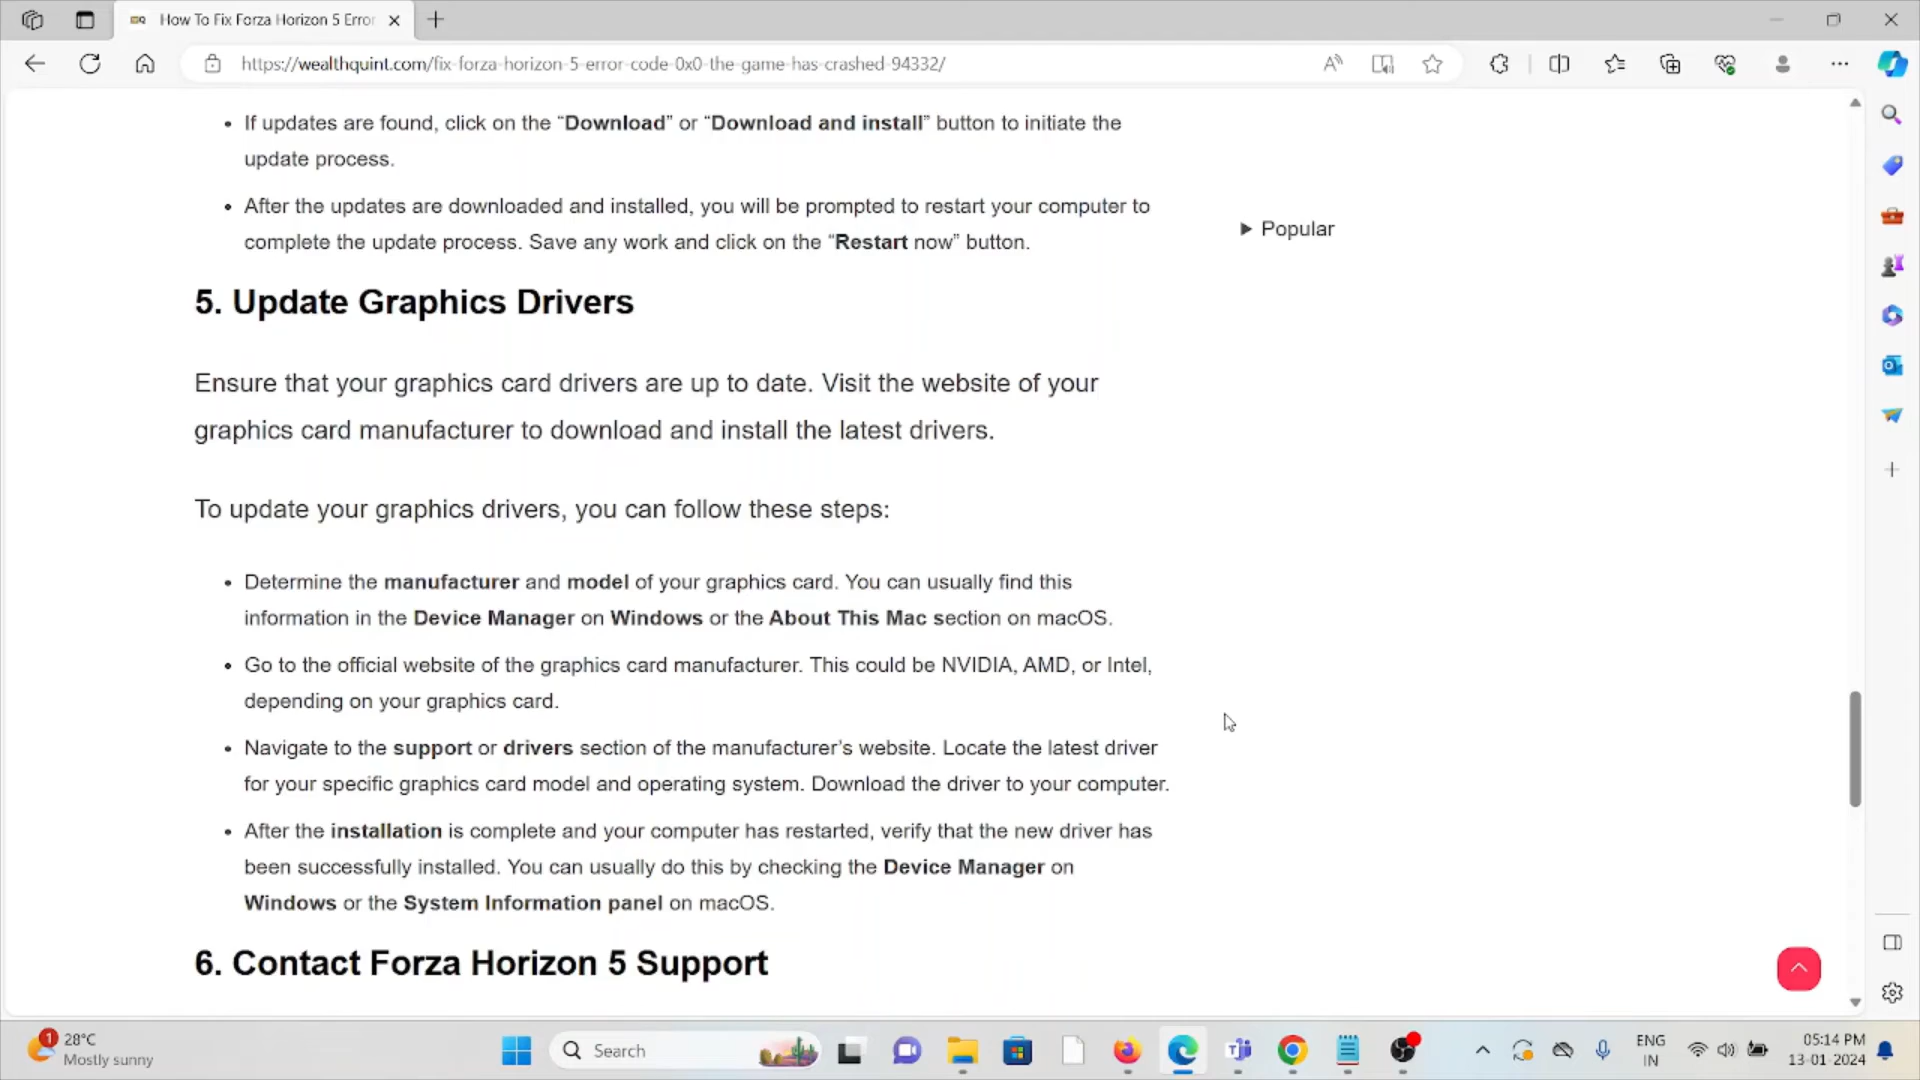 How To Fix Forza Horizon 5 Error
https://wealthquint.com/fix-forza-horizon-5-error-code-0x0-the-game-has-crashed-94332/
• If updates are found, click on the “Download” or “Download and install” button to initiate the
update process.
• After the updates are downloaded and installed, you will be prompted to restart your computer to
complete the update process. Save any work and click on the “Restart now” button.
▶ Popular
5. Update Graphics Drivers
Ensure that your graphics card drivers are up to date. Visit the website of your
graphics card manufacturer to download and install the latest drivers.
To update your graphics drivers, you can follow these steps:
• Determine the manufacturer and model of your graphics card. You can usually find this
information in the Device Manager on Windows or the About This Mac section on macOS.
• Go to the official website of the graphics card manufacturer. This could be NVIDIA, AMD, or Intel,
depending on your graphics card.
• Navigate to the support or drivers section of the manufacturer’s website. Locate the latest driver
for your specific graphics card model and operating system. Download the driver to your computer.
• After the installation is complete and your computer has restarted, verify that the new driver has
been successfully installed. You can usually do this by checking the Device Manager on
Windows or the System Information panel on macOS.
6. Contact Forza Horizon 5 Support
1
28°C
Mostly sunny
Search
ENG
IN
05:14 PM
13-01-2024